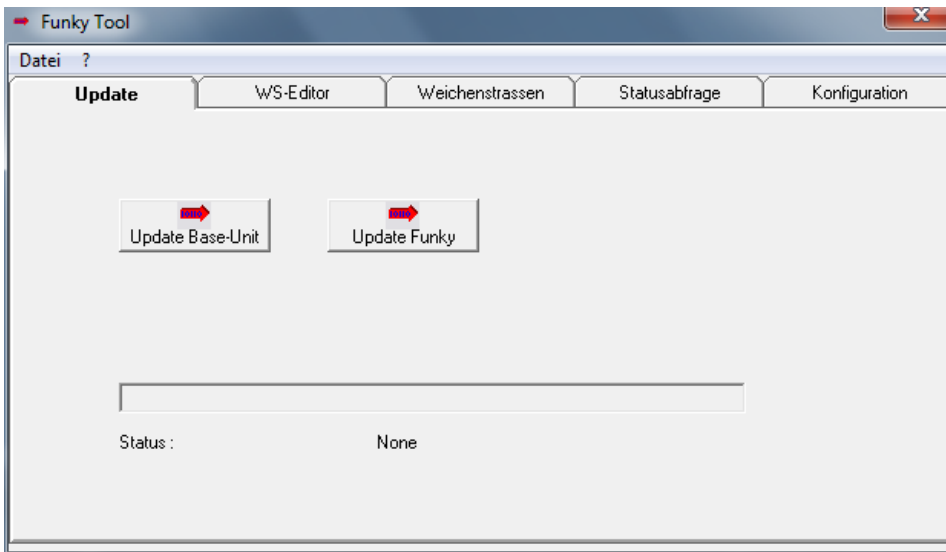 Funky Tool
Datei ?
Update WS-Editor Weichenstrassen Statusabfrage Konfiguration
Update Base-Unit Update Funky
Status : None